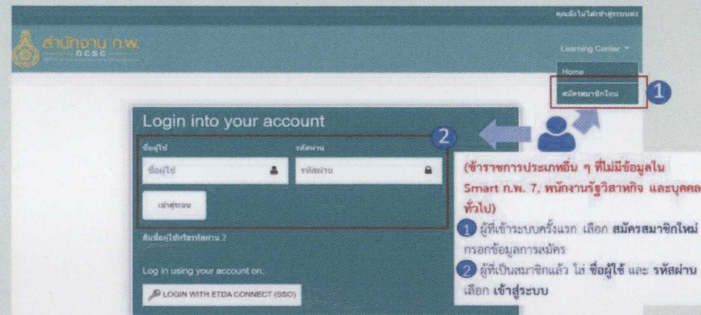 คุณยังไม่ได้เข้าสู่ระบบค่ะ
สำนักงาน ก.พ.
OCSC
Learning Center
Home
สมัครสมาชิกใหม่
1
Login into your account
2
ชื่อผู้ใช้ รหัสผ่าน
ชื่อผู้ใช้ รหัสผ่าน
เข้าสู่ระบบ
ลืมชื่อผู้ใช้หรือรหัสผ่าน ?
Log in using your account on:
LOGIN WITH ETDA CONNECT (SSO)
(ข้าราชการประเภทอื่น ๆ ที่ไม่มีข้อมูลใน
Smart ก.พ. 7, พนักงานรัฐวิสาหกิจ และบุคคล
ทั่วไป)
1 ผู้ที่เข้าระบบครั้งแรก เลือก สมัครสมาชิกใหม่
กรอกข้อมูลการสมัคร
2 ผู้ที่เป็นสมาชิกแล้ว ใส่ ชื่อผู้ใช้ และ รหัสผ่าน
เลือก เข้าสู่ระบบ